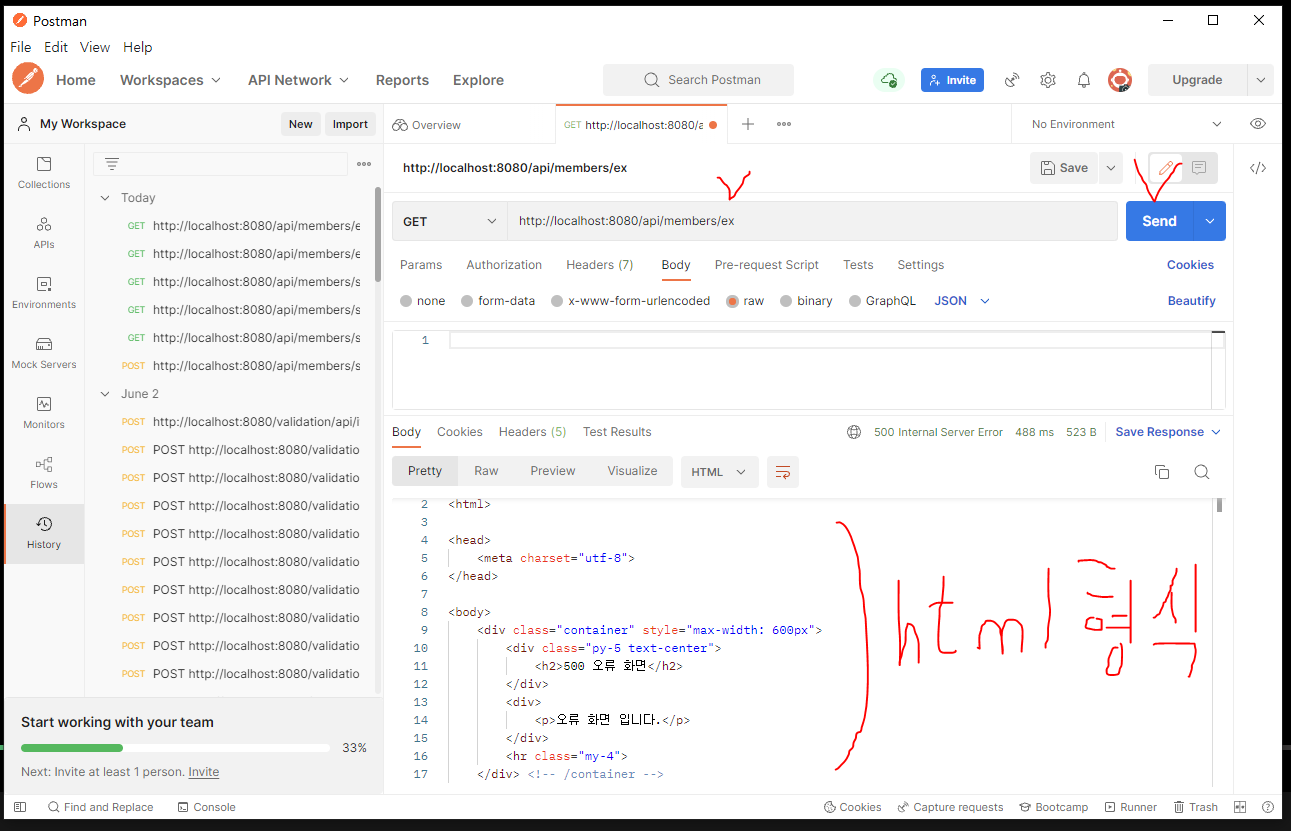 Postman
File Edit View Help
Home Workspaces API Network Reports Explore Search Postman Invite Upgrade
My Workspace New Import Overview GET http://localhost:8080/a No Environment
http://localhost:8080/api/members/ex Save
GET http://localhost:8080/api/members/ex Send
Params Authorization Headers (7) Body Pre-request Script Tests Settings Cookies
none form-data x-www-form-urlencoded raw binary GraphQL JSON Beautify
1
Collections
APIs
Environments
Mock Servers
Monitors
Flows
History
Today
GET http://localhost:8080/api/members/e
GET http://localhost:8080/api/members/e
GET http://localhost:8080/api/members/e
GET http://localhost:8080/api/members/s
GET http://localhost:8080/api/members/s
POST http://localhost:8080/api/members/s
June 2
POST http://localhost:8080/validation/api/i
POST POST http://localhost:8080/validatio
POST POST http://localhost:8080/validatio
POST POST http://localhost:8080/validatio
POST POST http://localhost:8080/validatio
POST POST http://localhost:8080/validatio
POST POST http://localhost:8080/validatio
POST POST http://localhost:8080/validatio
POST POST http://localhost:8080/validatio
POST POST http://localhost:8080/validatio
Start working with your team
33%
Next: Invite at least 1 person. Invite
Body Cookies Headers (5) Test Results 500 Internal Server Error 488 ms 523 B Save Response
Pretty Raw Preview Visualize HTML
2 <html>
3
4 <head>
5 <meta charset="utf-8">
6 </head>
7
8 <body>
9 <div class="container" style="max-width: 600px">
10 <div class="py-5 text-center">
11 <h2>500 오류 화면</h2>
12 </div>
13 <div>
14 <p>오류 화면 입니다.</p>
15 </div>
16 <hr class="my-4">
17 </div> <!-- /container -->
html 형식
Find and Replace Console Cookies Capture requests Bootcamp Runner Trash